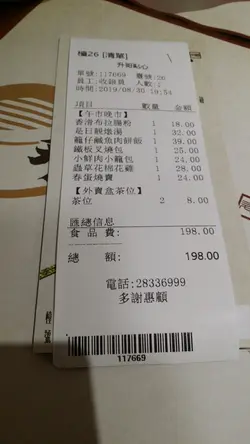 檯26 [清單]
升輝點心
單號:117669 賣號:26
員工:收銀員 人數:2
時間:2019/08/30 19:54
項目 數量 金額
【午市晚市】
香滑布拉腸粉 1 18.00
是日幔燉湯 1 32.00
籠仔鹹魚肉餅飯 1 39.00
鐵板叉燒包 1 25.00
小鮮肉小籠包 1 24.00
蟲草花棉花雞 1 28.00
春蛋燒賣 1 24.00
【外賣盒茶位】
茶位 2 8.00
匯總信息
食品費: 198.00
總 額: 198.00
電話:28336999
多謝惠顧
117669